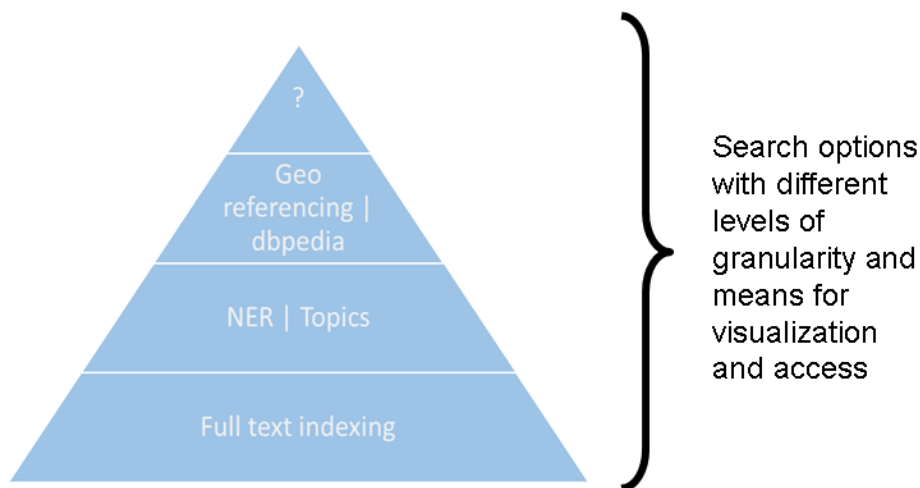 ?
Geo
referencing |
dbpedia
NER | Topics
Full text indexing
Search options
with different
levels of
granularity and
means for
visualization
and access